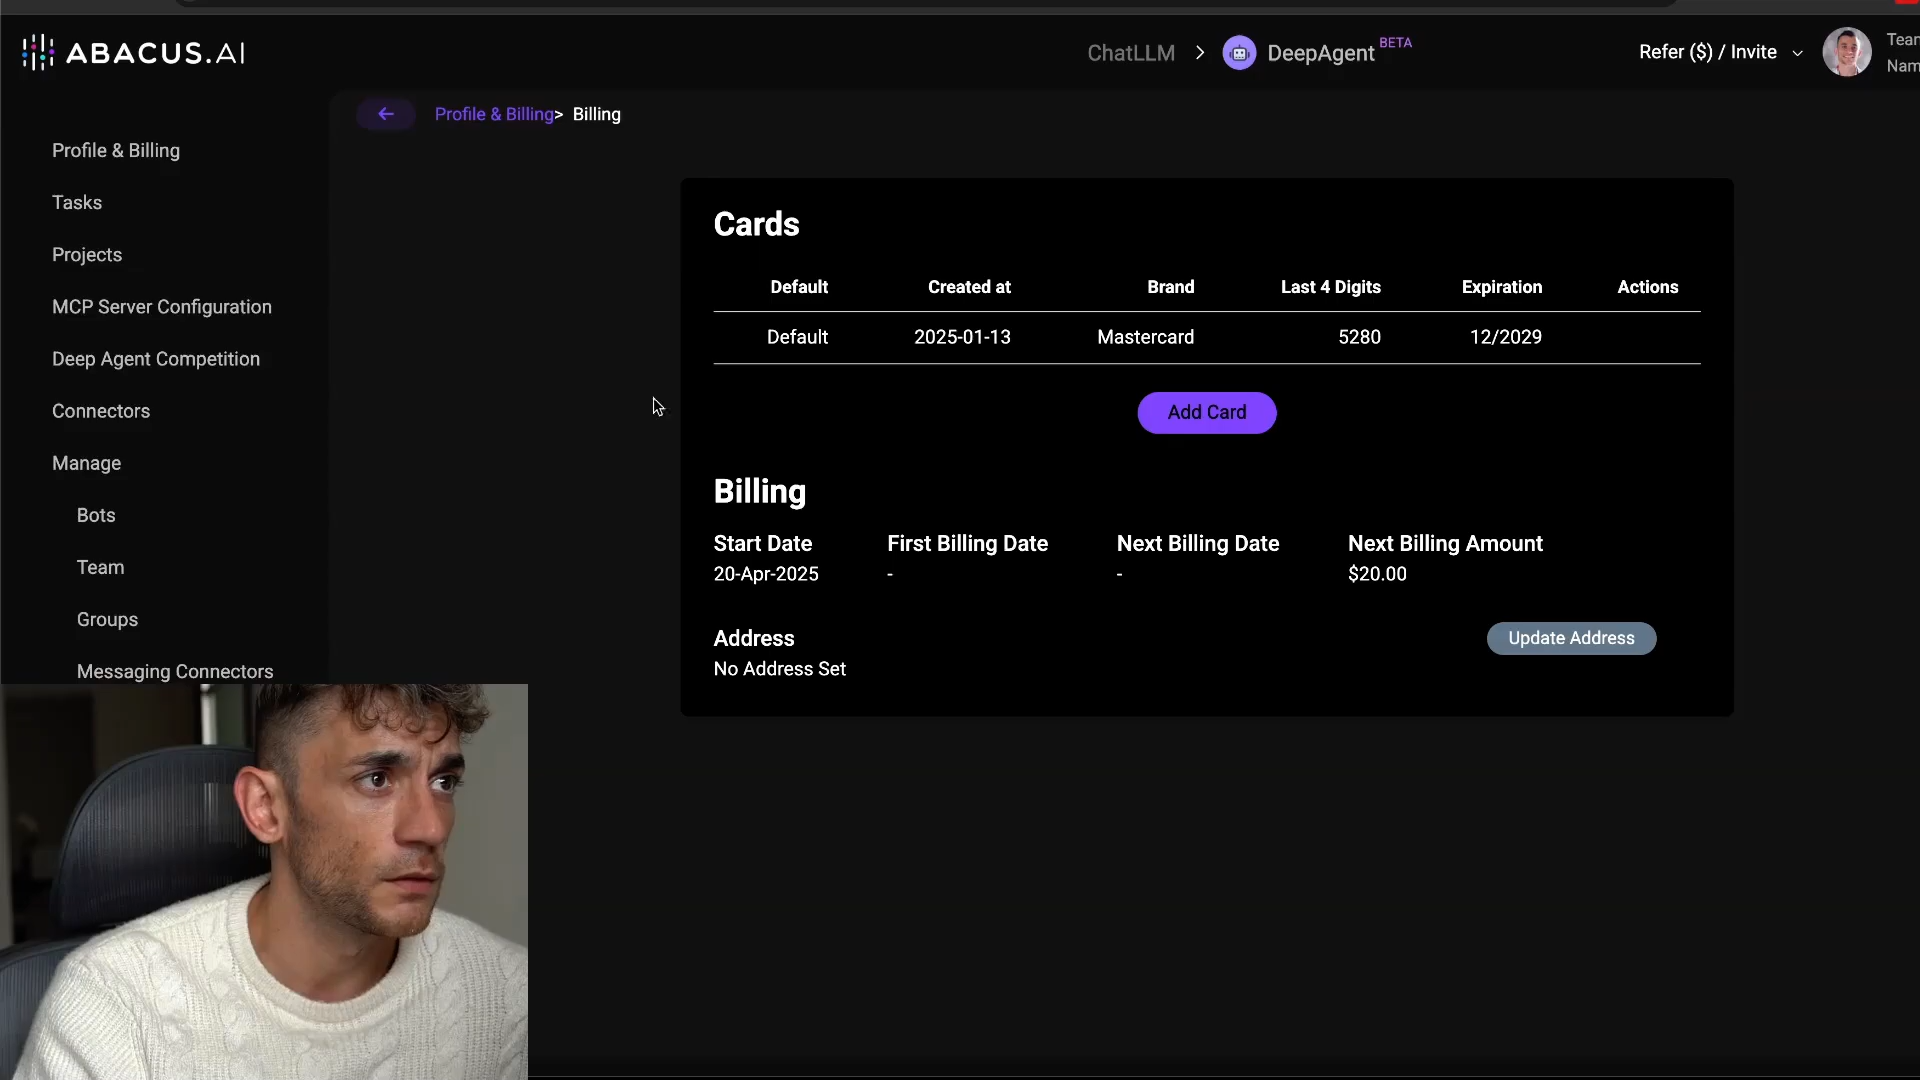 ABACUS.AI
ChatLLM > DeepAgent BETA
Refer ($) / Invite
Profile & Billing> Billing
Profile & Billing
Tasks
Projects
MCP Server Configuration
Deep Agent Competition
Connectors
Manage
Bots
Team
Groups
Messaging Connectors
Cards
Default Created at Brand Last 4 Digits Expiration Actions
Default 2025-01-13 Mastercard 5280 12/2029
Add Card
Billing
Start Date First Billing Date Next Billing Date Next Billing Amount
20-Apr-2025 - - $20.00
Address
Update Address
No Address Set